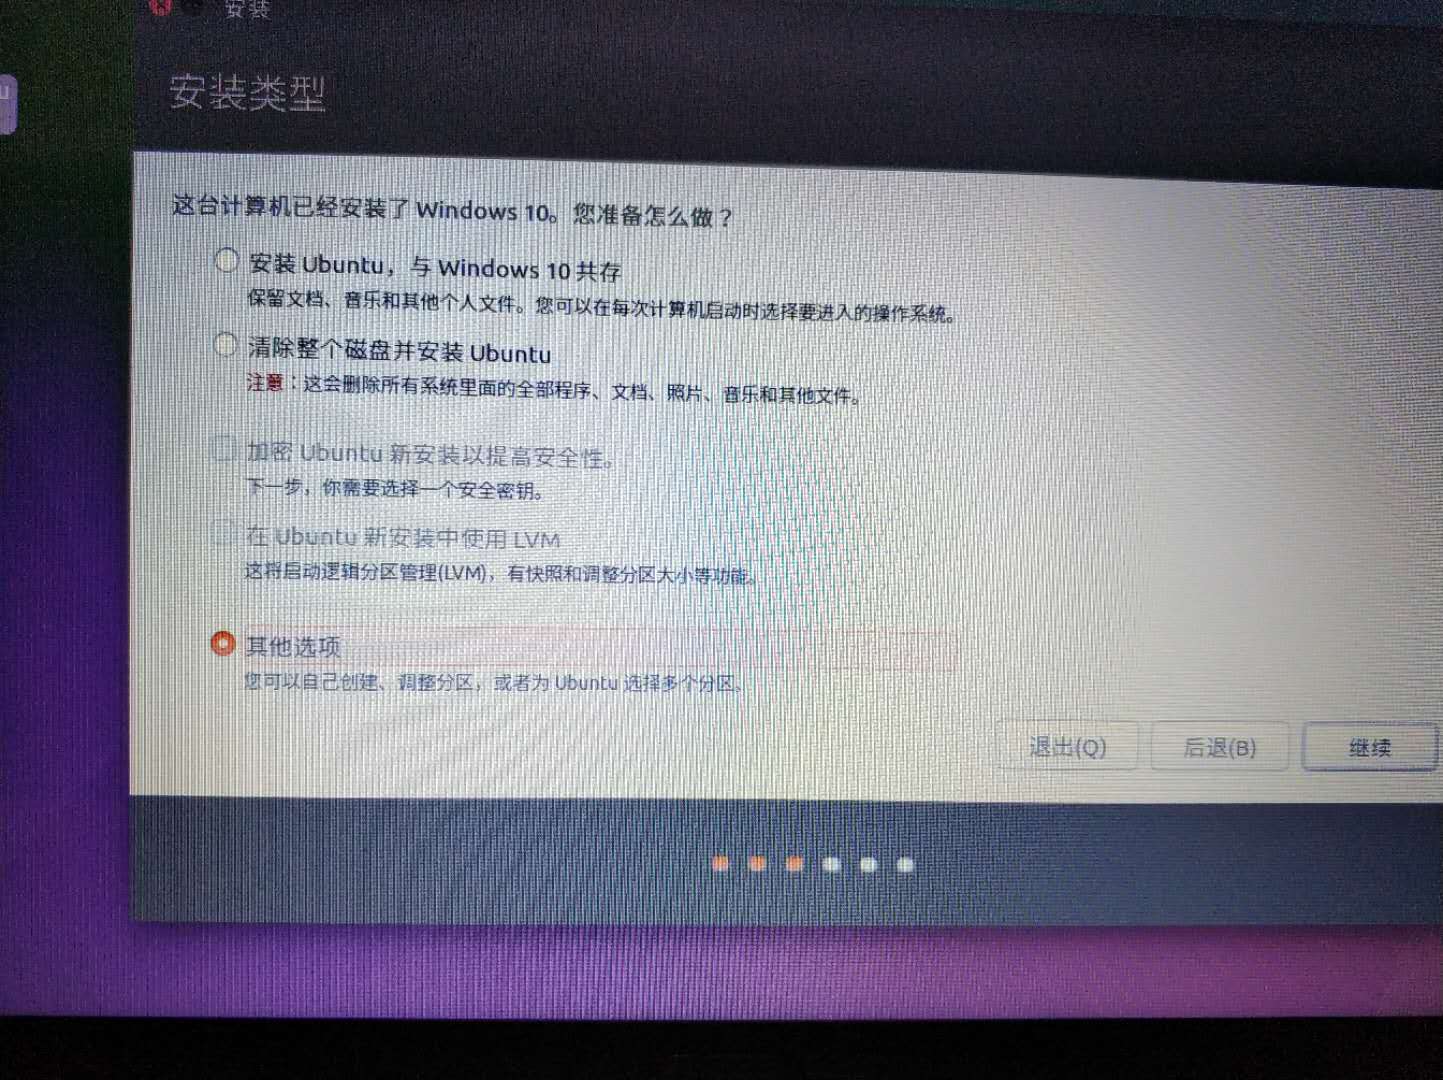 安装
安装类型
这台计算机已经安装了 Windows 10。您准备怎么做？
安装 Ubuntu，与 Windows 10 共存
保留文档、音乐和其他个人文件。您可以在每次计算机启动时选择要进入的操作系统。
清除整个磁盘并安装 Ubuntu
注意：这会删除所有系统里面的全部程序、文档、照片、音乐和其他文件。
加密 Ubuntu 新安装以提高安全性。
下一步，你需要选择一个安全密钥。
在 Ubuntu 新安装中使用 LVM
这将启动逻辑分区管理(LVM)，有快照和调整分区大小等功能。
其他选项
您可以自己创建、调整分区，或者为 Ubuntu 选择多个分区。
退出(Q)
后退(B)
继续